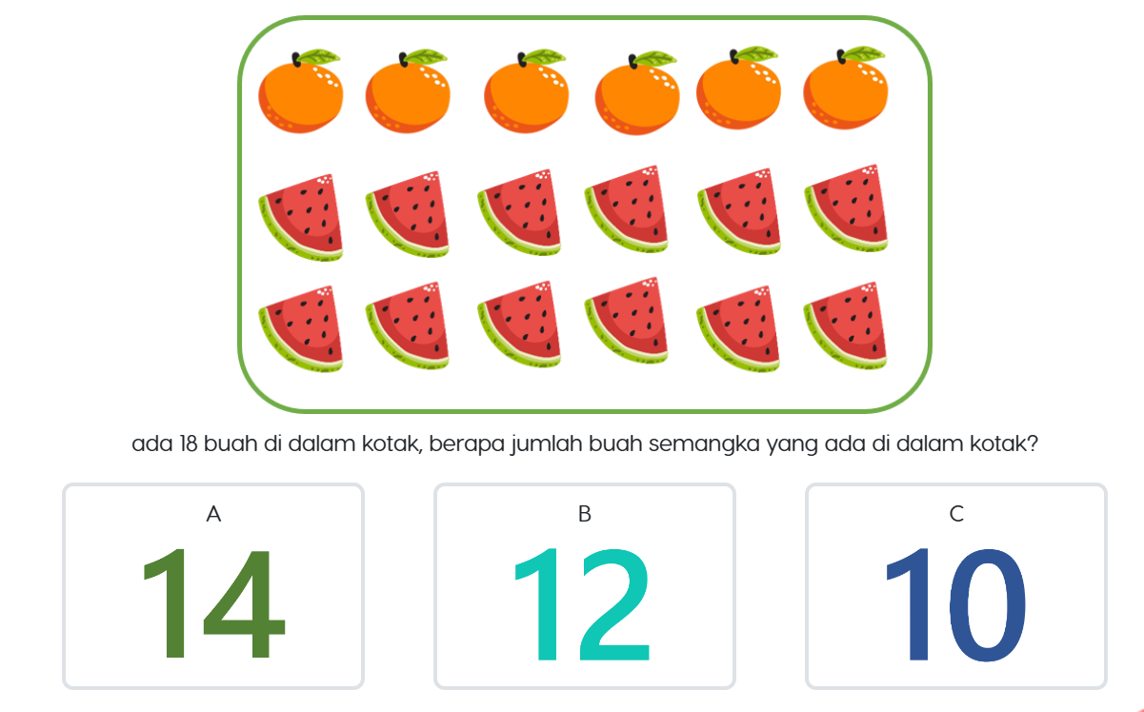 ada 18 buah di dalam kotak, berapa jumlah buah semangka yang ada di dalam kotak?
A
14
B
12
C
10